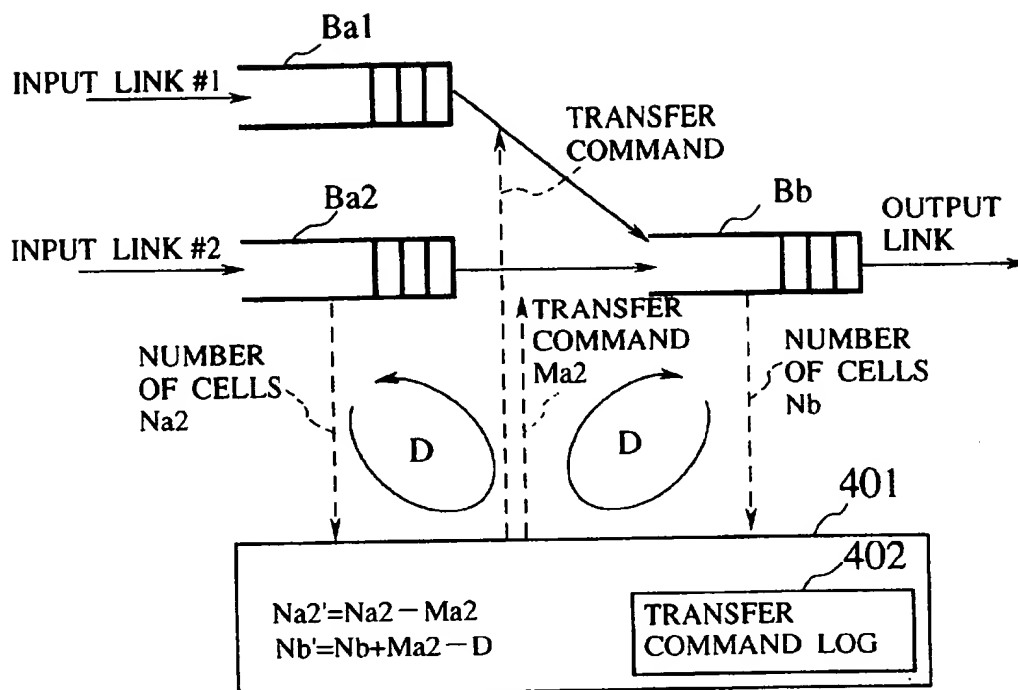 Ba1
INPUT LINK #1
TRANSFER
COMMAND
Ba2
Bb
OUTPUT
LINK
INPUT LINK #2
TRANSFER
COMMAND
Ma2
NUMBER
OF CELLS
Na2
NUMBER
OF CELLS
Nb
D
D
401
402
Na2'=Na2−Ma2
Nb'=Nb+Ma2−D
TRANSFER
COMMAND LOG